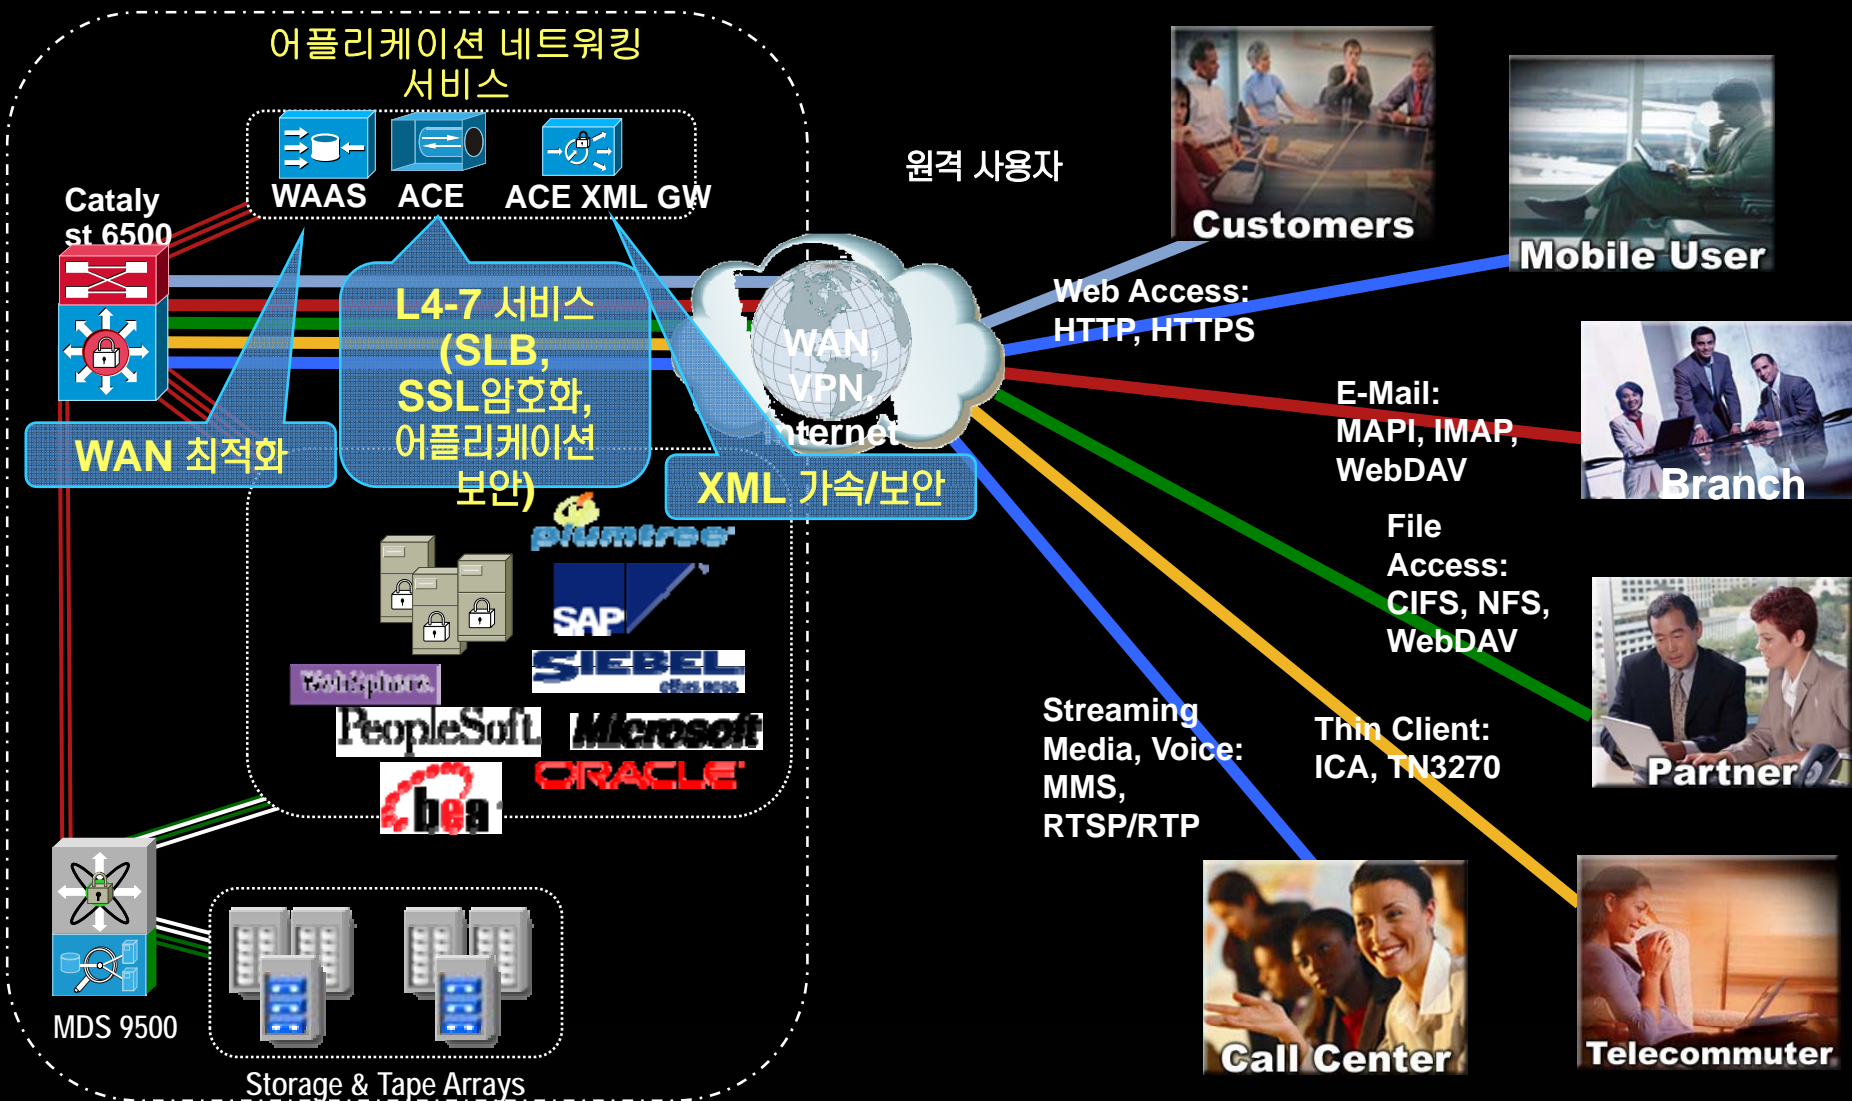 어플리케이션 네트워킹
서비스
WAAS
ACE
ACE XML GW
Cataly
st 6500
원격 사용자
Customers
Mobile User
L4-7 서비스
(SLB,
SSL암호화,
어플리케이션
보안)
WAN 최적화
XML 가속/보안
WAN,
VPN,
Internet
Web Access:
HTTP, HTTPS
E-Mail:
MAPI, IMAP,
WebDAV
Branch
File
Access:
CIFS, NFS,
WebDAV
Partner
Streaming
Media, Voice:
MMS,
RTSP/RTP
Thin Client:
ICA, TN3270
plumtree
SAP
SIEBEL
WebSphere.
PeopleSoft.
Microsoft
bea
ORACLE
MDS 9500
Storage & Tape Arrays
Call Center
Telecommuter